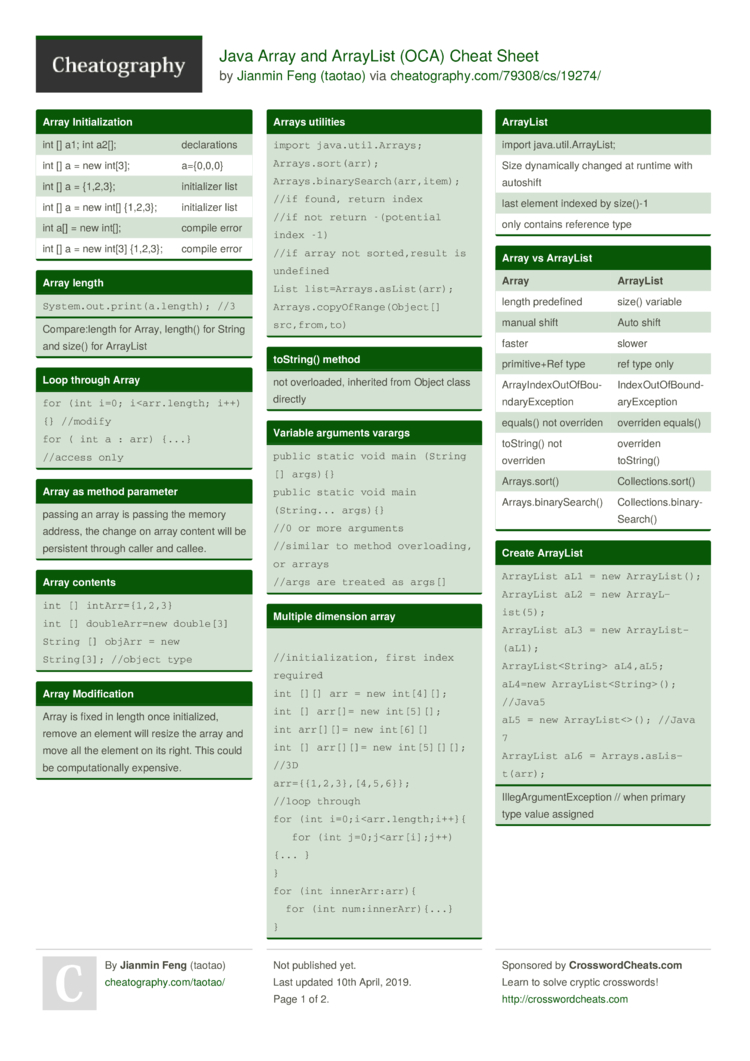 Cheatography
Java Array and ArrayList (OCA) Cheat Sheet
by Jianmin Feng (taotao) via cheatography.com/79308/cs/19274/
Array Initialization
int [] a1; int a2[]; declarations
int [] a = new int[3]; a={0,0,0}
int [] a = {1,2,3}; initializer list
int [] a = new int[] {1,2,3}; initializer list
int a[] = new int[]; compile error
int [] a = new int[3] {1,2,3}; compile error
Array length
System.out.print(a.length); //3
Compare:length for Array, length() for String
and size() for ArrayList
Loop through Array
for (int i=0; i<arr.length; i++)
{} //modify
for ( int a : arr) {...}
//access only
Array as method parameter
passing an array is passing the memory
address, the change on array content will be
persistent through caller and callee.
Array contents
int [] intArr={1,2,3}
int [] doubleArr=new double[3]
String [] objArr = new
String[3]; //object type
Array Modification
Array is fixed in length once initialized,
remove an element will resize the array and
move all the element on its right. This could
be computationally expensive.
Arrays utilities
import java.util.Arrays;
Arrays.sort(arr);
Arrays.binarySearch(arr,item);
//if found, return index
//if not return -(potential
index -1)
//if array not sorted,result is
undefined
List list=Arrays.asList(arr);
Arrays.copyOfRange(Object[]
src,from,to)
toString() method
not overloaded, inherited from Object class
directly
Variable arguments varargs
public static void main (String
[] args){}
public static void main
(String... args){}
//0 or more arguments
//similar to method overloading,
or arrays
//args are treated as args[]
Multiple dimension array
//initialization, first index
required
int [][] arr = new int[4][];
int [] arr[]= new int[5][];
int arr[][]= new int[6][]
int [] arr[][]= new int[5][][];
//3D
arr={{1,2,3},[4,5,6}};
//loop through
for (int i=0;i<arr.length;i++){
for (int j=0;j<arr[i];j++)
{... }
}
for (int innerArr:arr){
for (int num:innerArr){...}
}
ArrayList
import java.util.ArrayList;
Size dynamically changed at runtime with
autoshift
last element indexed by size()-1
only contains reference type
Array vs ArrayList
Array ArrayList
length predefined size() variable
manual shift Auto shift
faster slower
primitive+Ref type ref type only
ArrayIndexOutOfBou- IndexOutOfBound-
ndaryException aryException
equals() not overriden overriden equals()
toString() not overriden
overriden toString()
Arrays.sort() Collections.sort()
Arrays.binarySearch() Collections.binary-
Search()
Create ArrayList
ArrayList aL1 = new ArrayList();
ArrayList aL2 = new ArrayL-
ist(5);
ArrayList aL3 = new ArrayList-
(aL1);
ArrayList<String> aL4,aL5;
aL4=new ArrayList<String>();
//Java5
aL5 = new ArrayList<>(); //Java
7
ArrayList aL6 = Arrays.asLis-
t(arr);
IllegArgumentException // when primary
type value assigned
C
By Jianmin Feng (taotao)
cheatography.com/taotao/
Not published yet.
Last updated 10th April, 2019.
Page 1 of 2.
Sponsored by CrosswordCheats.com
Learn to solve cryptic crosswords!
http://crosswordcheats.com